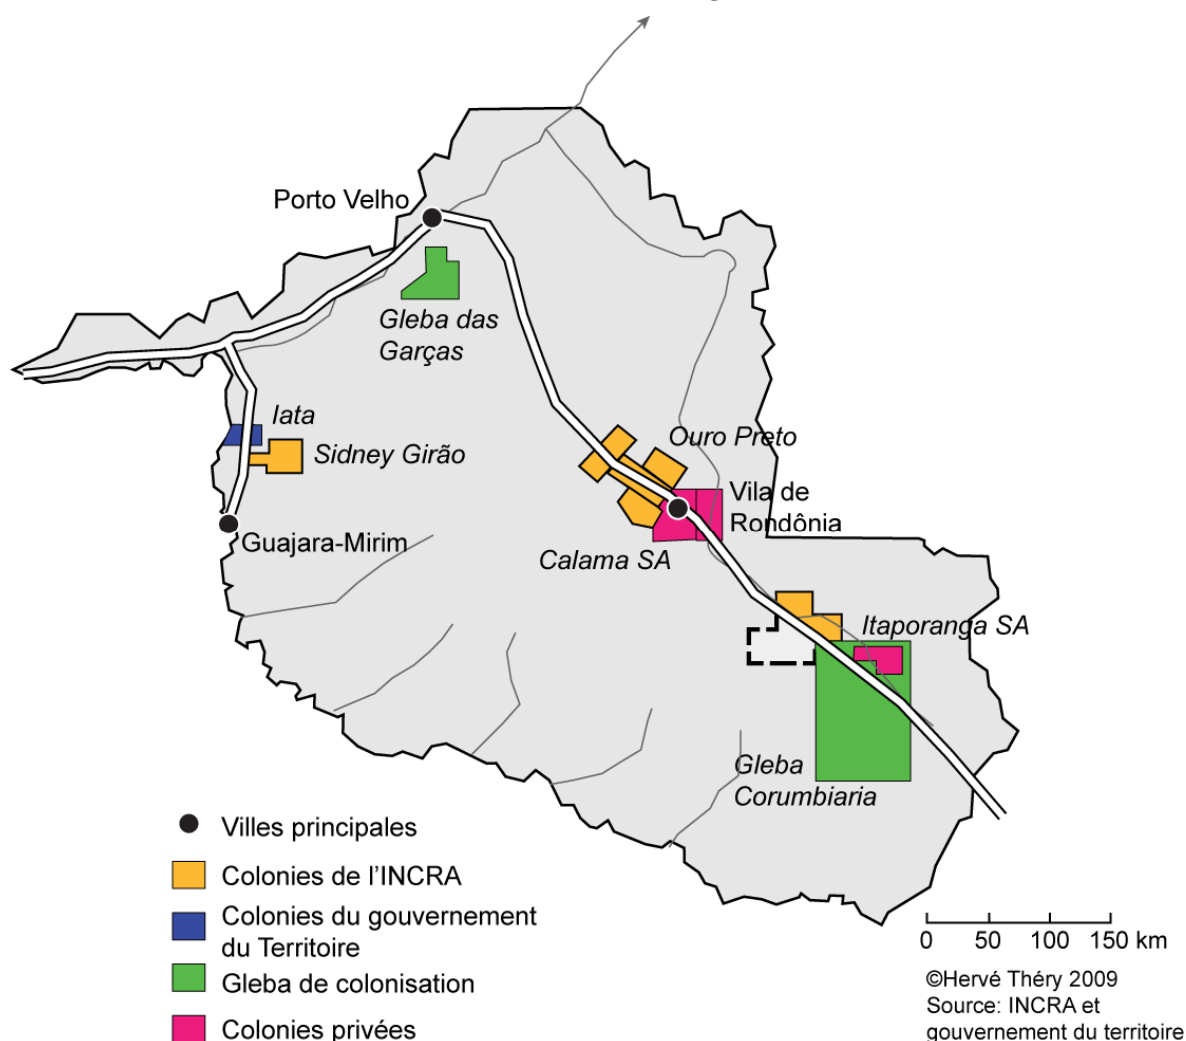 Porto Velho
Gleba das
Garças
Iata
Sidney Girão
Guajara-Mirim
Ouro Preto
Vila de
Rondônia
Calama SA
Itaporanga SA
Gleba
Corumbiaria
Villes principales
Colonies de l'INCRA
Colonies du gouvernement
du Territoire
Gleba de colonisation
Colonies privées
0 50 100 150 km
©Hervé Théry 2009
Source: INCRA et
gouvernement du territoire